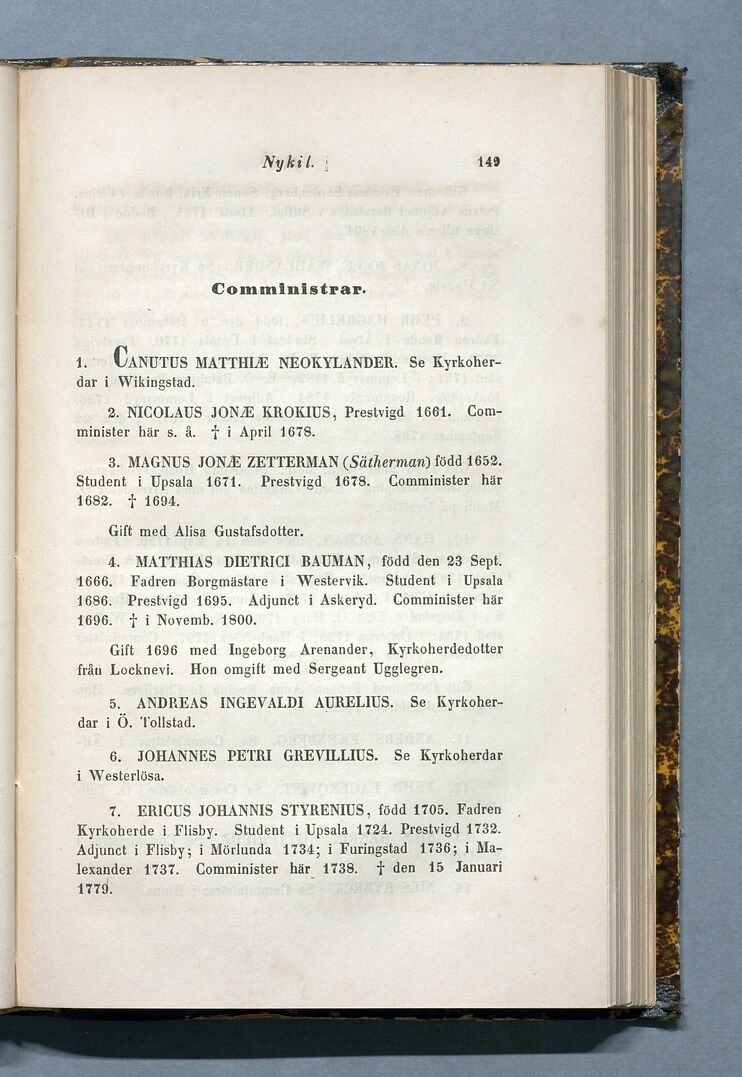 Nykil. 149
Comministrar.
1. CANUTUS MATTHIÆ NEOKYLANDER. Se Kyrkoher-
dar i Wikingstad.
2. NICOLAUS JONÆ KROKIUS, Prestvigd 1661. Com-
minister här s. å. † i April 1678.
3. MAGNUS JONÆ ZETTERMAN (Sätherman) född 1652.
Student i Upsala 1671. Prestvigd 1678. Comminister här
1682. † 1694.
Gift med Alisa Gustafsdotter.
4. MATTHIAS DIETRICI BAUMAN, född den 23 Sept.
1666. Fadren Borgmästare i Westervik. Student i Upsala
1686. Prestvigd 1695. Adjunct i Askeryd. Comminister här
1696. † i Novemb. 1800.
Gift 1696 med Ingeborg Arenander, Kyrkoherdedotter
från Locknevi. Hon omgift med Sergeant Ugglegren.
5. ANDREAS INGEVALDI AURELIUS. Se Kyrkoher-
dar i Ö. Tollstad.
6. JOHANNES PETRI GREVILLIUS. Se Kyrkoherdar
i Westerlösa.
7. ERICUS JOHANNIS STYRENIUS, född 1705. Fadren
Kyrkoherde i Flisby. Student i Upsala 1724. Prestvigd 1732.
Adjunct i Flisby; i Mörlunda 1734; i Furingstad 1736; i Ma-
lexander 1737. Comminister här 1738. † den 15 Januari
1779.